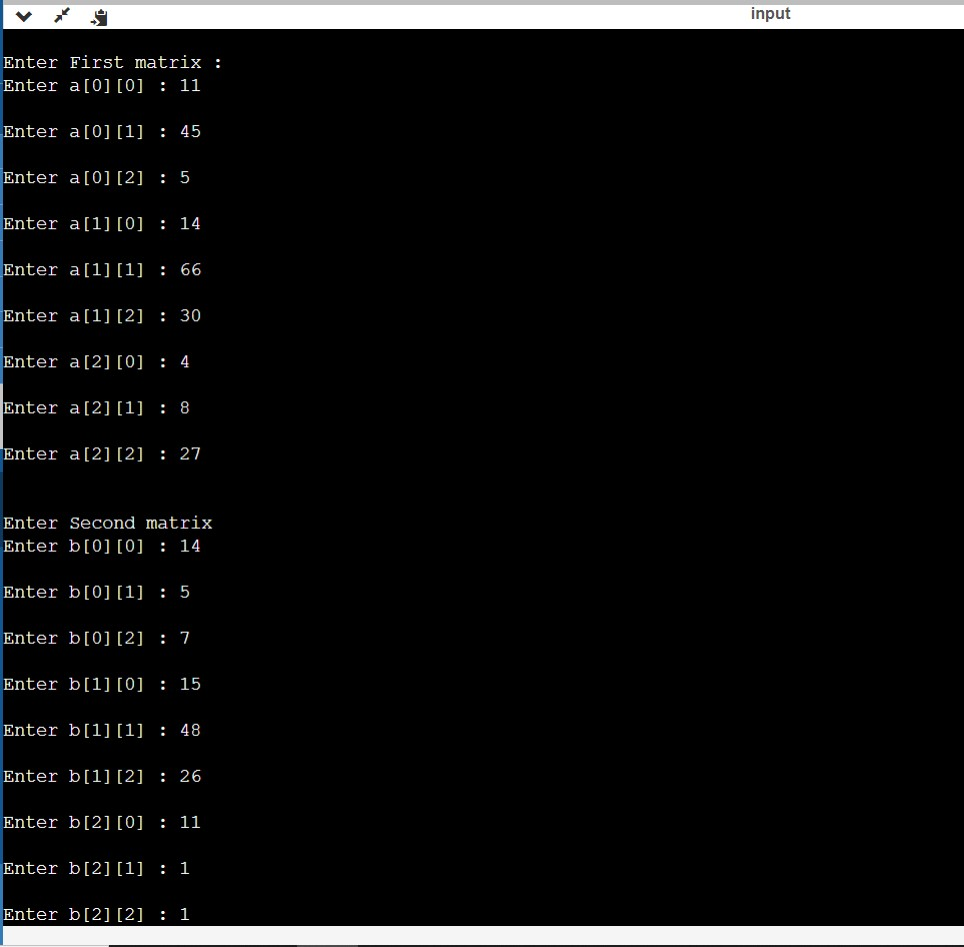 input
Enter First matrix :
Enter a[0][0] : 11
Enter a[0][1] : 45
Enter a[0][2] : 5
Enter a[1][0] : 14
Enter a[1][1] : 66
Enter a[1][2] : 30
Enter a[2][0] : 4
Enter a[2][1] : 8
Enter a[2][2] : 27
Enter Second matrix
Enter b[0][0] : 14
Enter b[0][1] : 5
Enter b[0][2] : 7
Enter b[1][0] : 15
Enter b[1][1] : 48
Enter b[1][2] : 26
Enter b[2][0] : 11
Enter b[2][1] : 1
Enter b[2][2] : 1